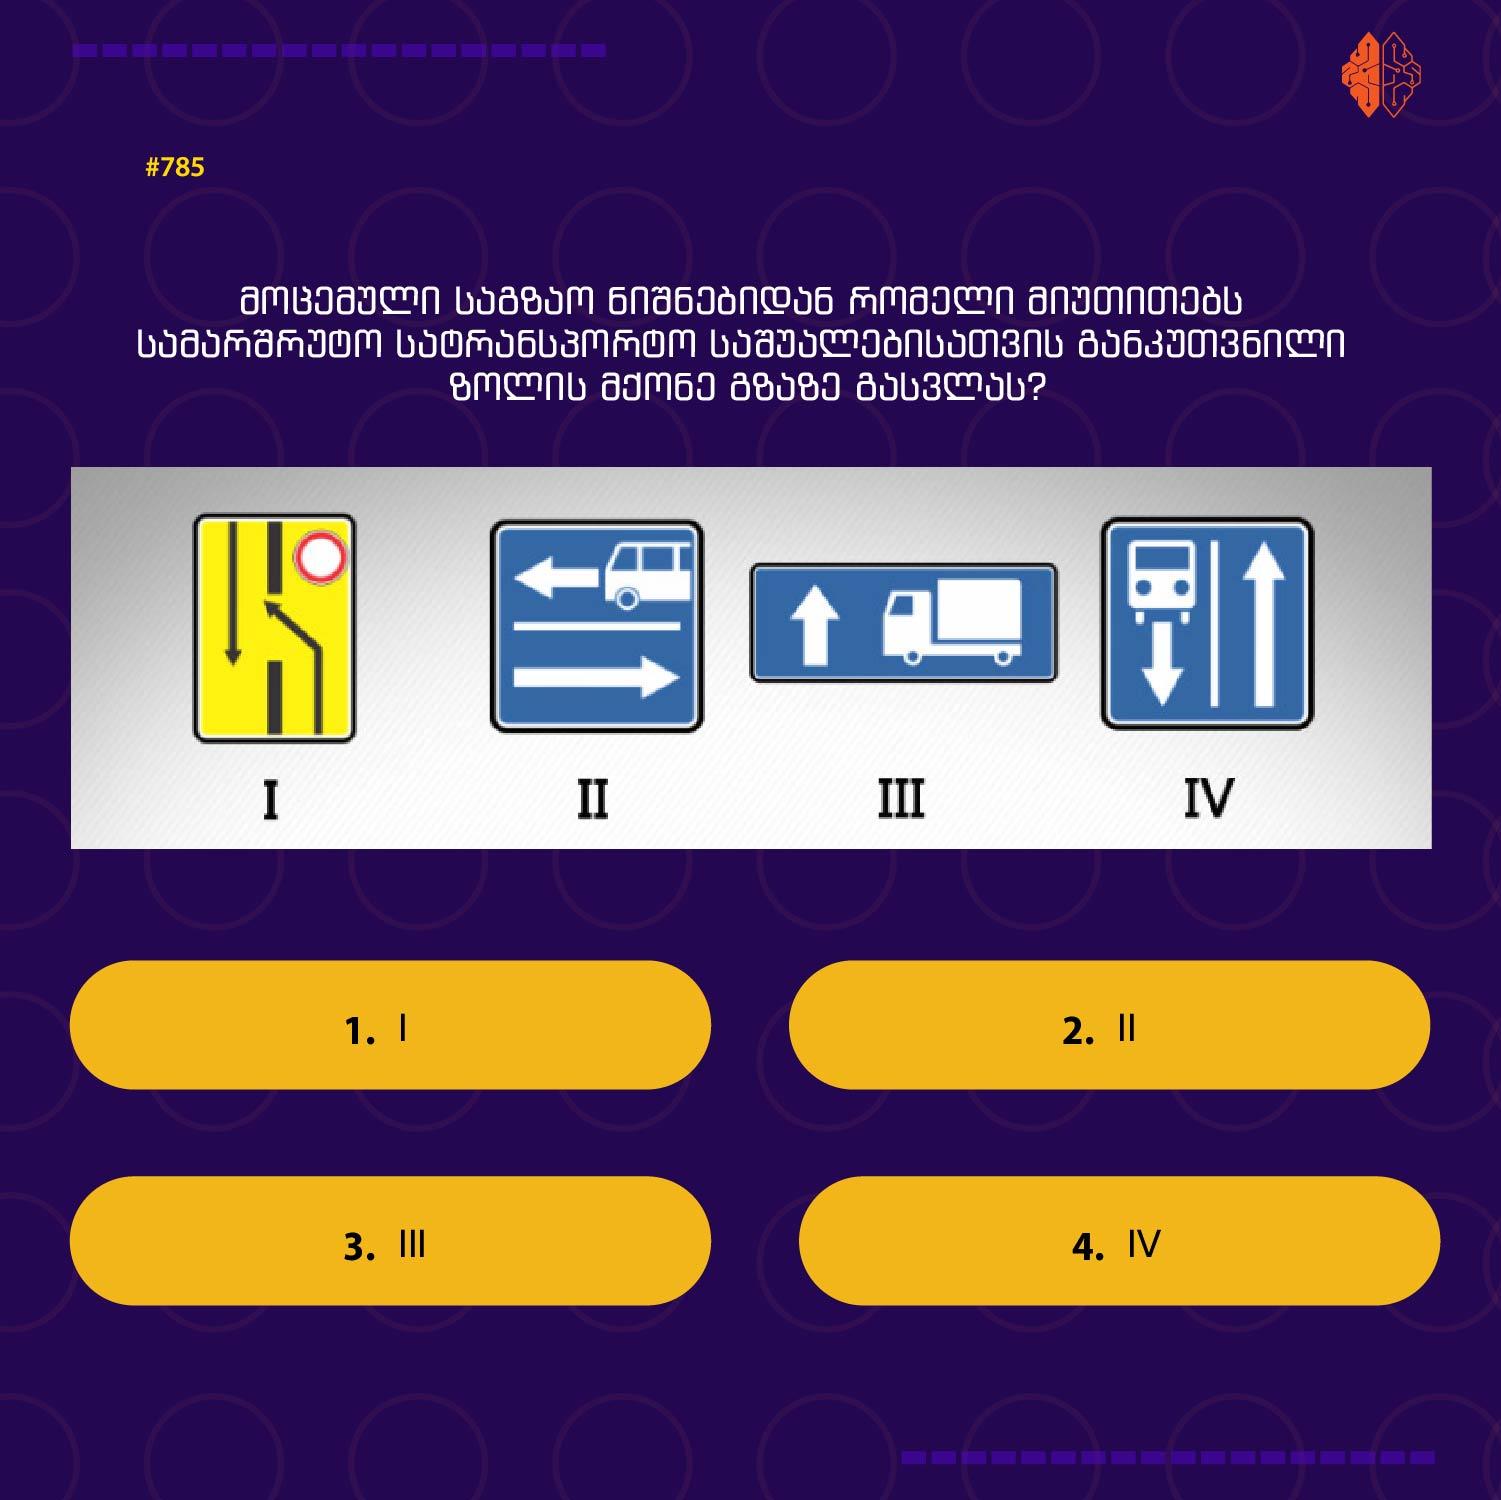 #785
მოცემული საგზაო ნიშნებიდან რომელი მიუთითებს
სამარშრუტო სატრანსპორტო საშუალებისათვის განკუთვნილი
ზოლის მქონე გზაზე გასვლას?
I II III IV
1. I
2. II
3. III
4. IV